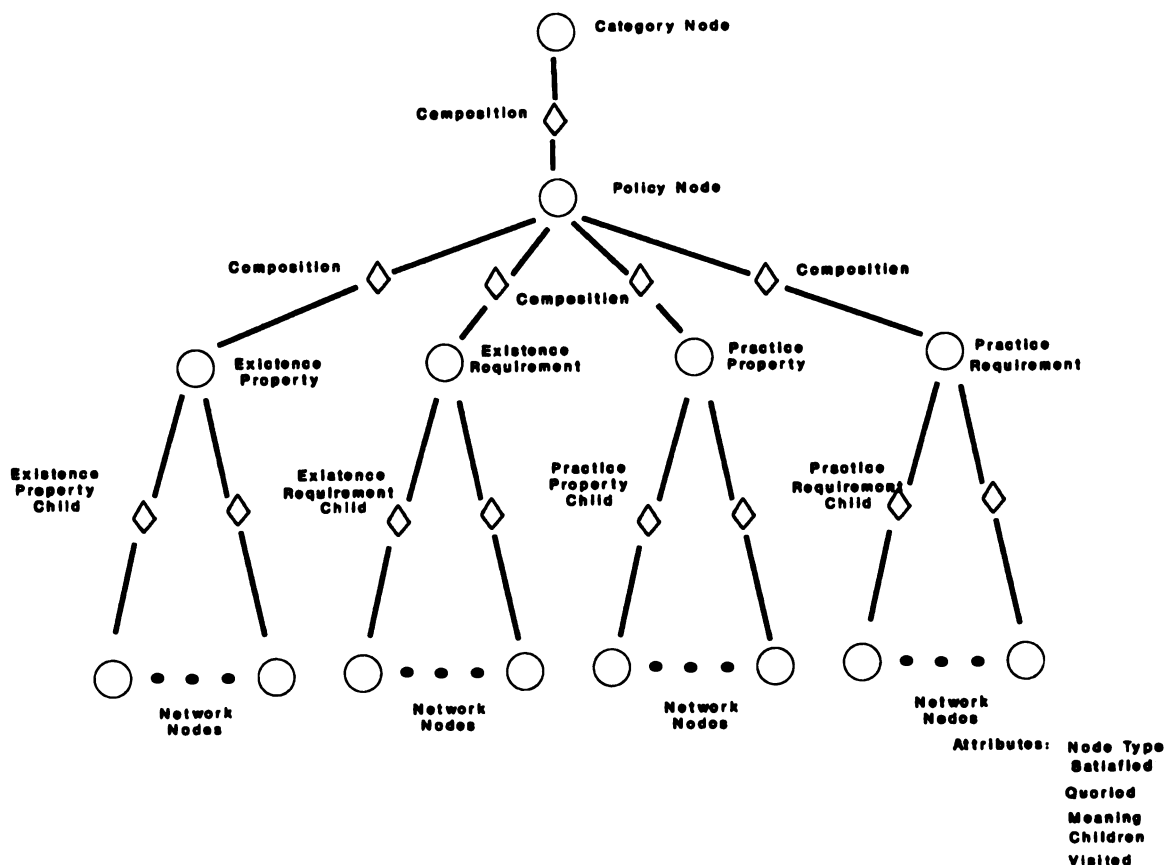 Category Node
Composition
Policy Node
Composition
Composition
Composition
Existence
Property
Existence
Requirement
Practice
Property
Practice
Requirement
Existence
Property
Child
Existence
Requirement
Child
Practice
Property
Child
Practice
Requirement
Child
Network
Nodes
Network
Nodes
Network
Nodes
Network
Nodes
Attributes: Node Type
Satisfied
Queried
Meaning
Children
Visited